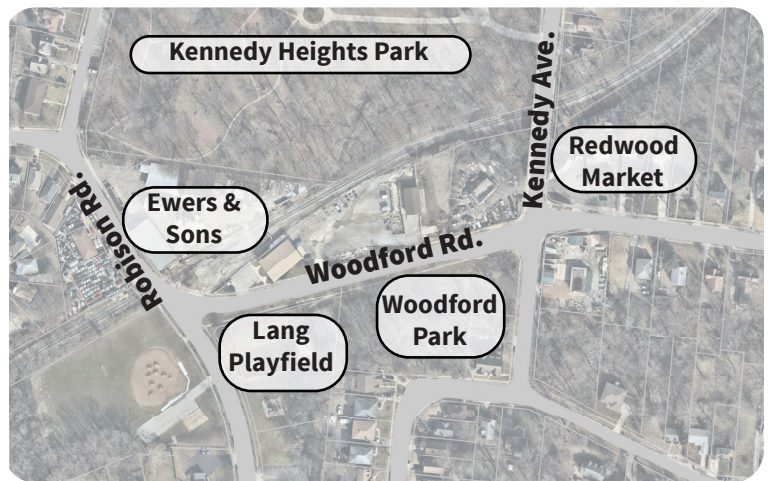 Kennedy Heights Park
Kennedy Ave.
Redwood
Market
Ewers &
Sons
Robison Rd.
Woodford Rd.
Woodford
Park
Lang
Playfield